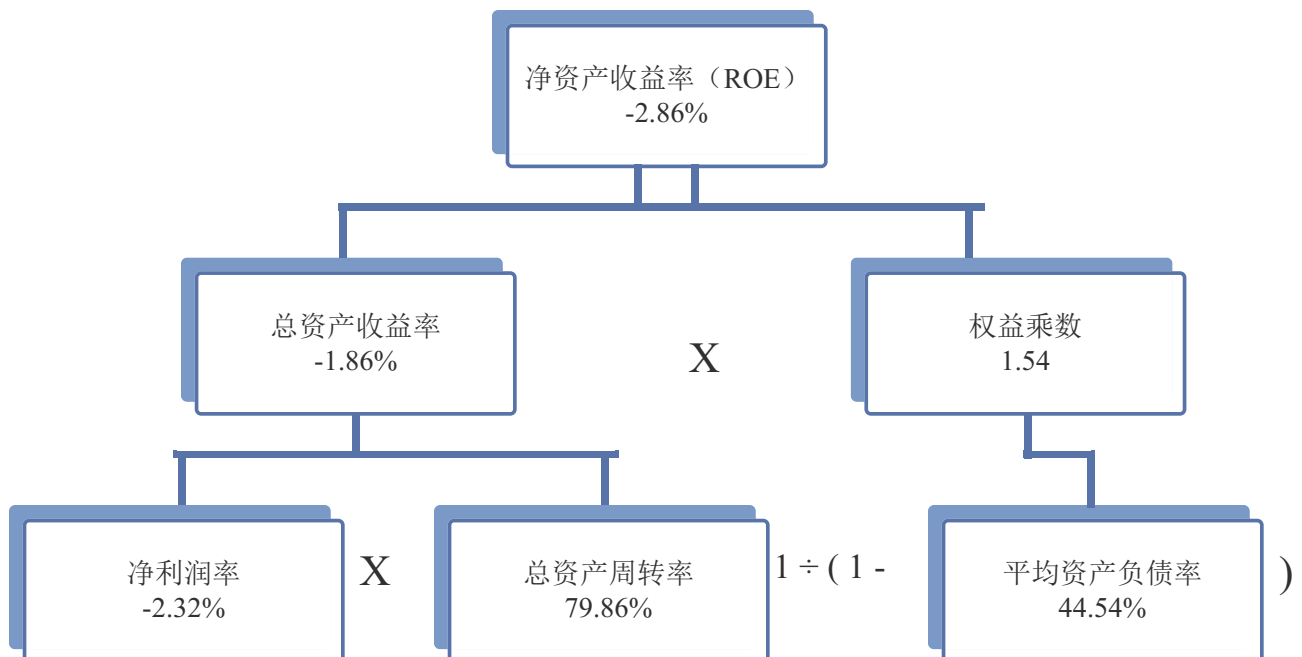 净资产收益率（ROE）
-2.86%
总资产收益率
-1.86%
X
权益乘数
1.54
净利润率
-2.32%
X
总资产周转率
79.86%
1 ÷ ( 1 -
平均资产负债率
44.54%
)